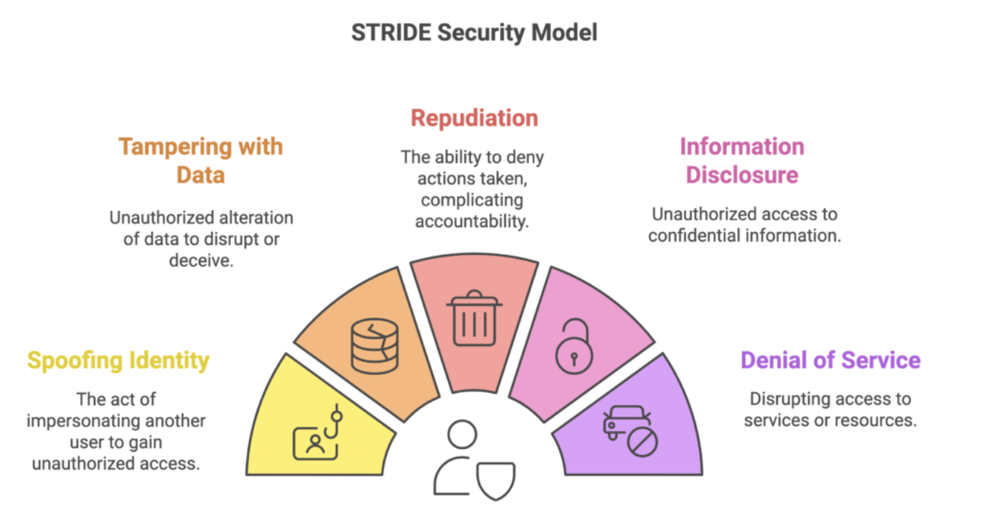 STRIDE Security Model
Repudiation
The ability to deny
actions taken,
complicating
accountability.
Tampering with
Data
Unauthorized alteration
of data to disrupt or
deceive.
Information
Disclosure
Unauthorized access to
confidential information.
Spoofing Identity
The act of
impersonating another
user to gain
unauthorized access.
Denial of Service
Disrupting access to
services or resources.